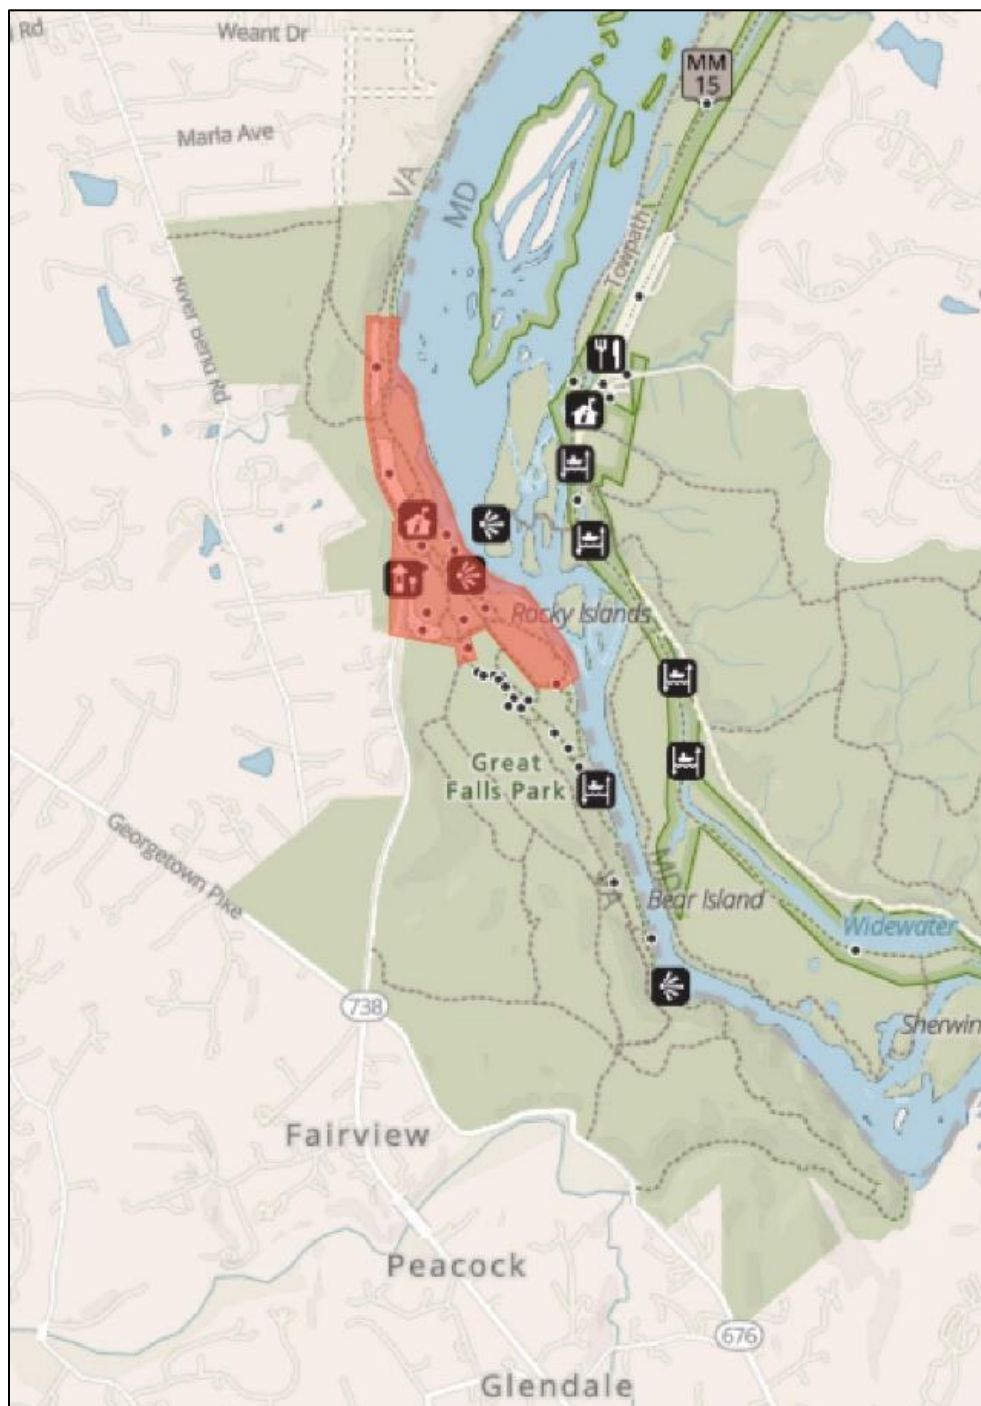 Rd
Weant Dr
MM
15
Marla Ave
VA
MD
Towpath
River Bend Rd
Rocky Islands
Great
Falls Park
Georgetown Pike
MD
VA
Bear Island
Widewater
738
Sherwin
Fairview
Peacock
676
Glendale